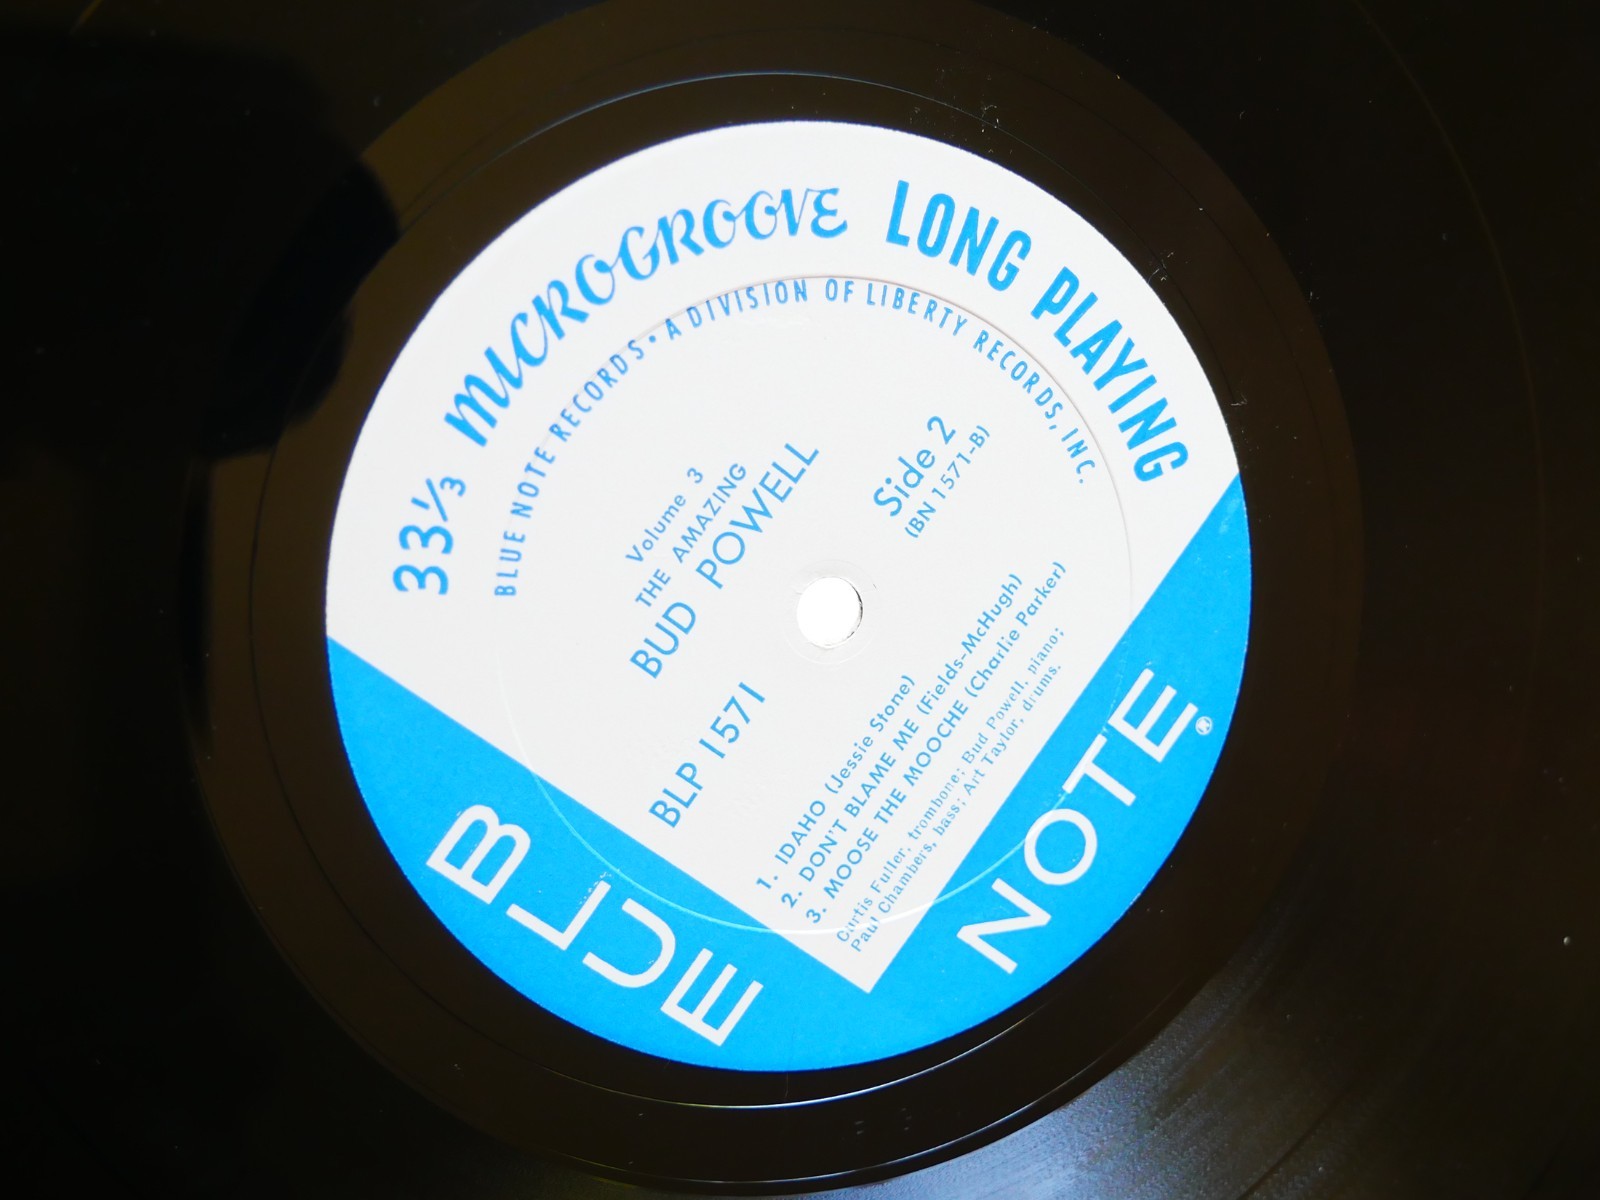 33⅓ MICROGROOVE LONG PLAYING
BLUE NOTE RECORDS • A DIVISION OF LIBERTY RECORDS, INC.
Volume 3
THE AMAZING
BUD POWELL
BLP 1571
Side 2
(BN 1571-B)
1. IDAHO (Jessie Stone)
2. DON'T BLAME ME (Fields-McHugh)
3. MOOSE THE MOOCHE (Charlie Parker)
Curtis Fuller, trombone; Bud Powell, piano;
Paul Chambers, bass; Art Taylor, drums.
BLUE
NOTE ®